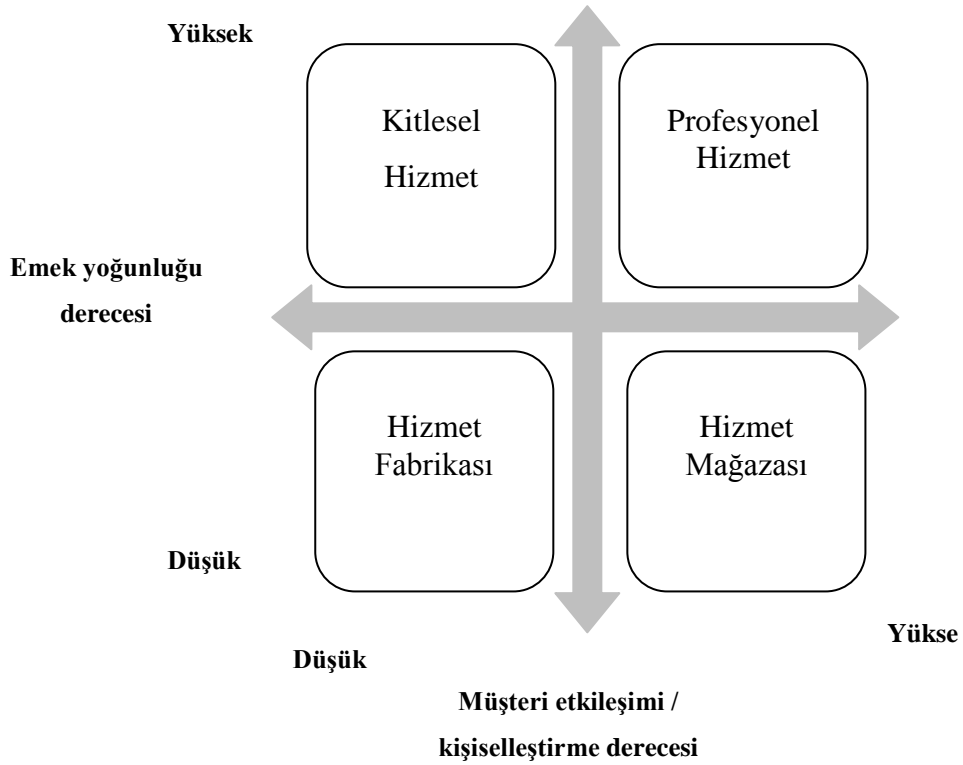 Yüksek
Kitlesel
Hizmet
Profesyonel
Hizmet
Emek yoğunluğu
derecesi
Hizmet
Fabrikası
Hizmet
Mağazası
Düşük
Yükse
Düşük
Müşteri etkileşimi /
kişiselleştirme derecesi